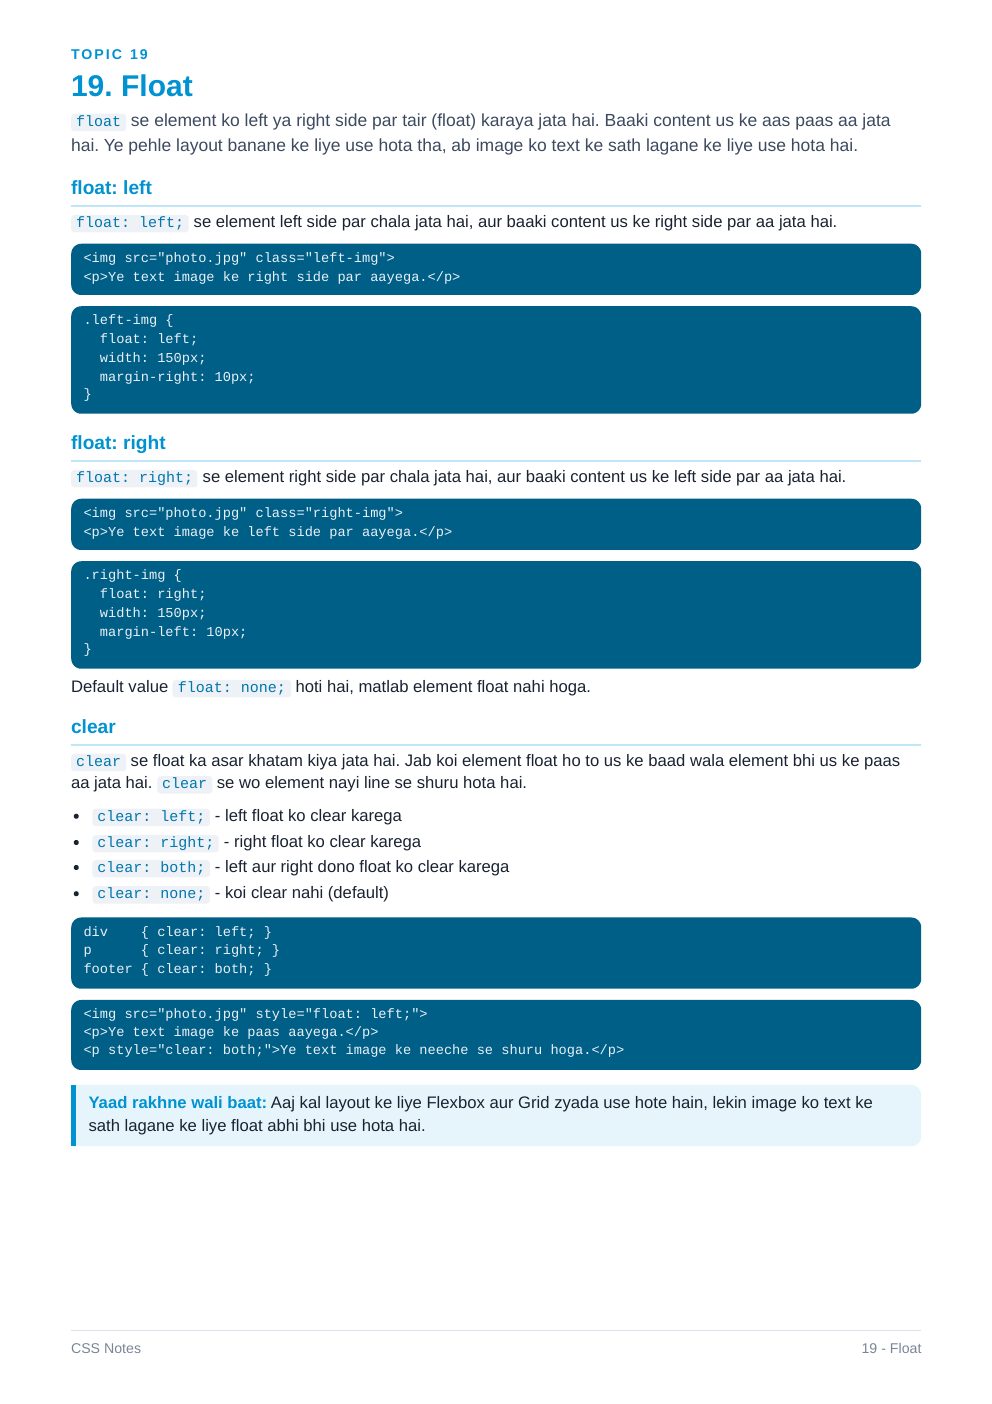 TOPIC 19
19. Float
float se element ko left ya right side par tair (float) karaya jata hai. Baaki content us ke aas paas aa jata
hai. Ye pehle layout banane ke liye use hota tha, ab image ko text ke sath lagane ke liye use hota hai.
float: left
float: left; se element left side par chala jata hai, aur baaki content us ke right side par aa jata hai.
<img src="photo.jpg" class="left-img">
<p>Ye text image ke right side par aayega.</p>
.left-img {
  float: left;
  width: 150px;
  margin-right: 10px;
}
float: right
float: right; se element right side par chala jata hai, aur baaki content us ke left side par aa jata hai.
<img src="photo.jpg" class="right-img">
<p>Ye text image ke left side par aayega.</p>
.right-img {
  float: right;
  width: 150px;
  margin-left: 10px;
}
Default value float: none; hoti hai, matlab element float nahi hoga.
clear
clear se float ka asar khatam kiya jata hai. Jab koi element float ho to us ke baad wala element bhi us ke paas
aa jata hai. clear se wo element nayi line se shuru hota hai.
• clear: left; - left float ko clear karega
• clear: right; - right float ko clear karega
• clear: both; - left aur right dono float ko clear karega
• clear: none; - koi clear nahi (default)
div    { clear: left; }
p      { clear: right; }
footer { clear: both; }
<img src="photo.jpg" style="float: left;">
<p>Ye text image ke paas aayega.</p>
<p style="clear: both;">Ye text image ke neeche se shuru hoga.</p>
Yaad rakhne wali baat: Aaj kal layout ke liye Flexbox aur Grid zyada use hote hain, lekin image ko text ke
sath lagane ke liye float abhi bhi use hota hai.
CSS Notes
19 - Float